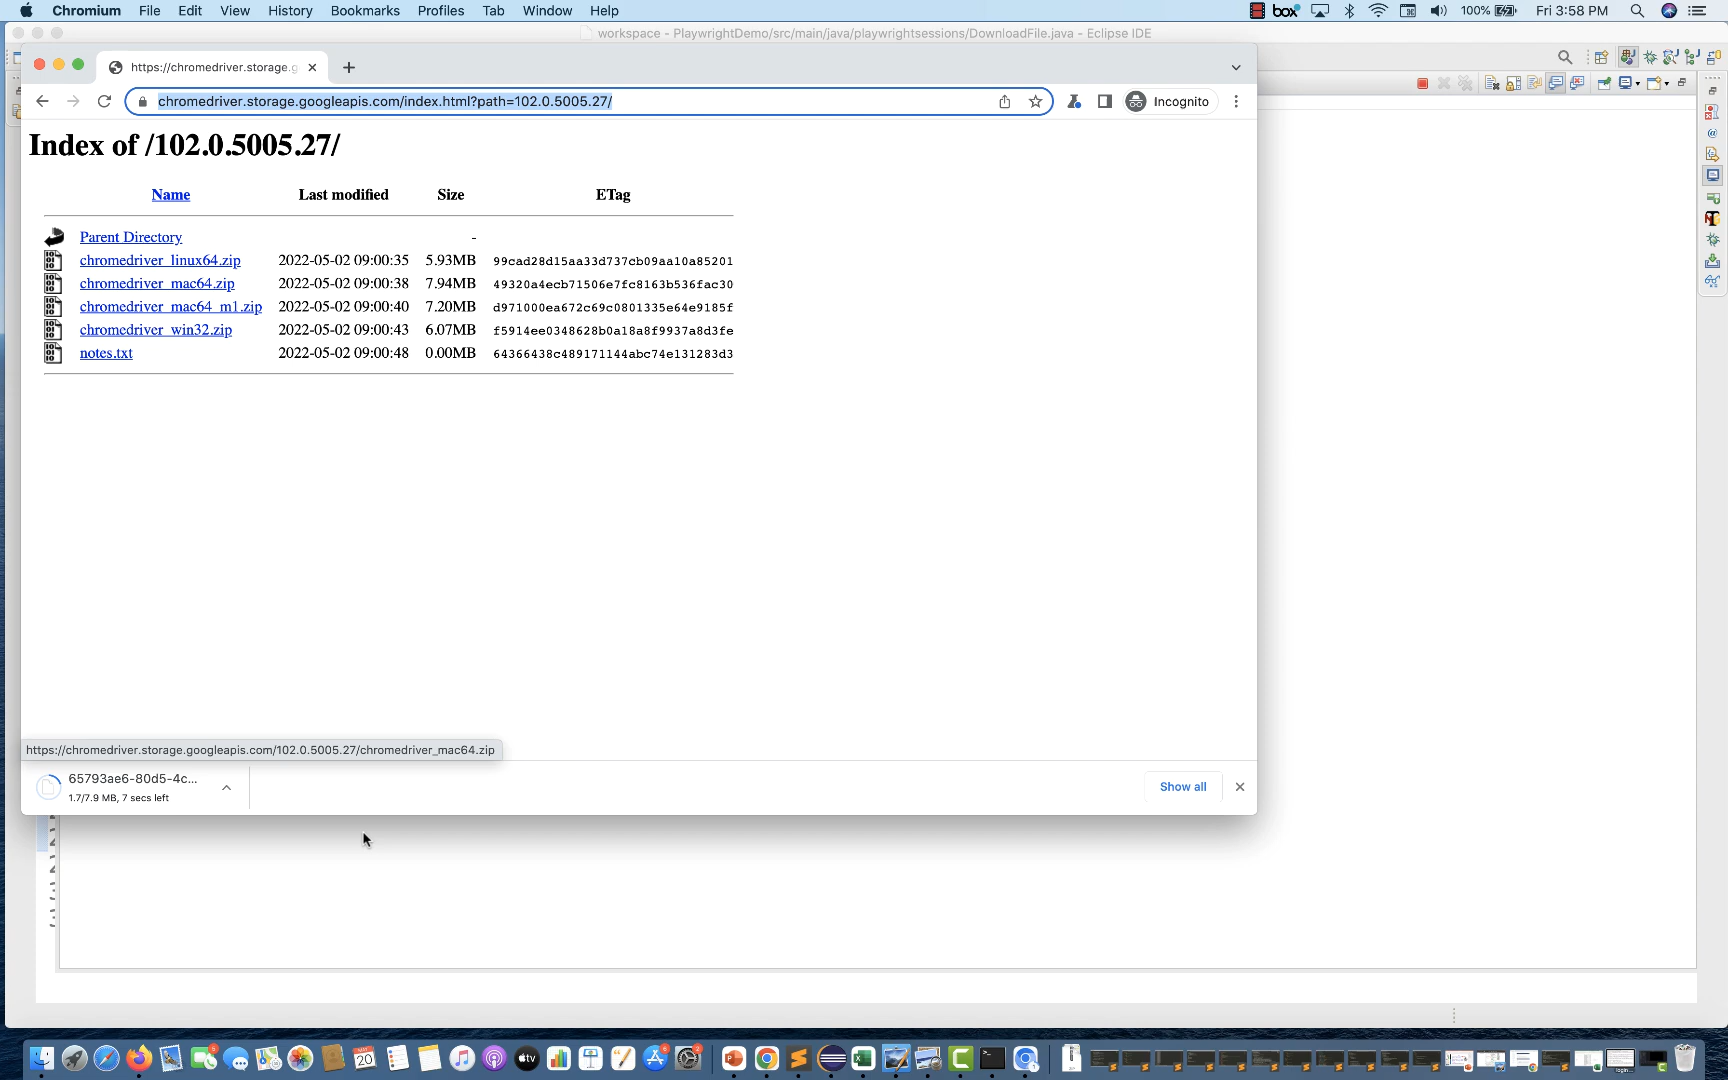 Chromium File Edit View History Bookmarks Profiles Tab Window Help box 100% Fri 3:58 PM
workspace - PlaywrightDemo/src/main/java/playwrightsessions/DownloadFile.java - Eclipse IDE
https://chromedriver.storage.g
chromedriver.storage.googleapis.com/index.html?path=102.0.5005.27/ Incognito
Index of /102.0.5005.27/
Name Last modified Size ETag
Parent Directory -
chromedriver_linux64.zip 2022-05-02 09:00:35 5.93MB 99cad28d15aa33d737cb09aa10a85201
chromedriver_mac64.zip 2022-05-02 09:00:38 7.94MB 49320a4ecb71506e7fc8163b536fac30
chromedriver_mac64_m1.zip 2022-05-02 09:00:40 7.20MB d971000ea672c69c0801335e64e9185f
chromedriver_win32.zip 2022-05-02 09:00:43 6.07MB f5914ee0348628b0a18a8f9937a8d3fe
notes.txt 2022-05-02 09:00:48 0.00MB 64366438c489171144abc74e131283d3
https://chromedriver.storage.googleapis.com/102.0.5005.27/chromedriver_mac64.zip
65793ae6-80d5-4c...
1.7/7.9 MB, 7 secs left
Show all
tv 20